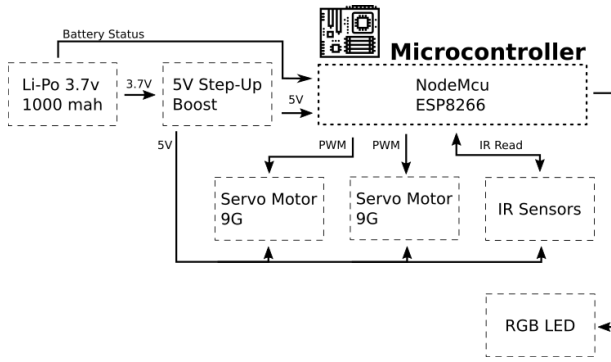 Battery Status
Microcontroller
Li-Po 3.7v
1000 mah
3.7V
5V Step-Up
Boost
5V
NodeMcu
ESP8266
5V
PWM
PWM
IR Read
Servo Motor
9G
Servo Motor
9G
IR Sensors
RGB LED